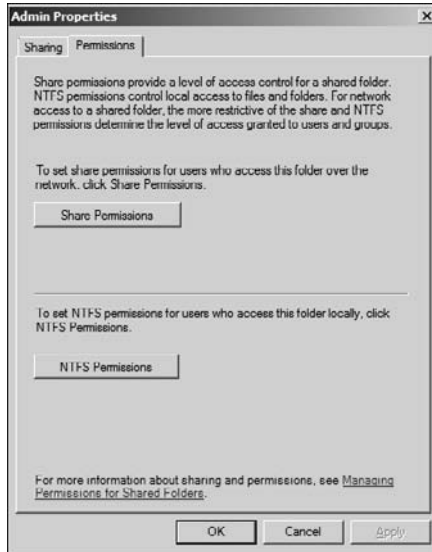 Admin Properties
Sharing Permissions
Share permissions provide a level of access control for a shared folder.
NTFS permissions control local access to files and folders. For network
access to a shared folder, the more restrictive of the share and NTFS
permissions determine the level of access granted to users and groups.
To set share permissions for users who access this folder over the
network, click Share Permissions.
Share Permissions
To set NTFS permissions for users who access this folder locally, click
NTFS Permissions.
NTFS Permissions
For more information about sharing and permissions, see Managing
Permissions for Shared Folders.
OK Cancel Apply